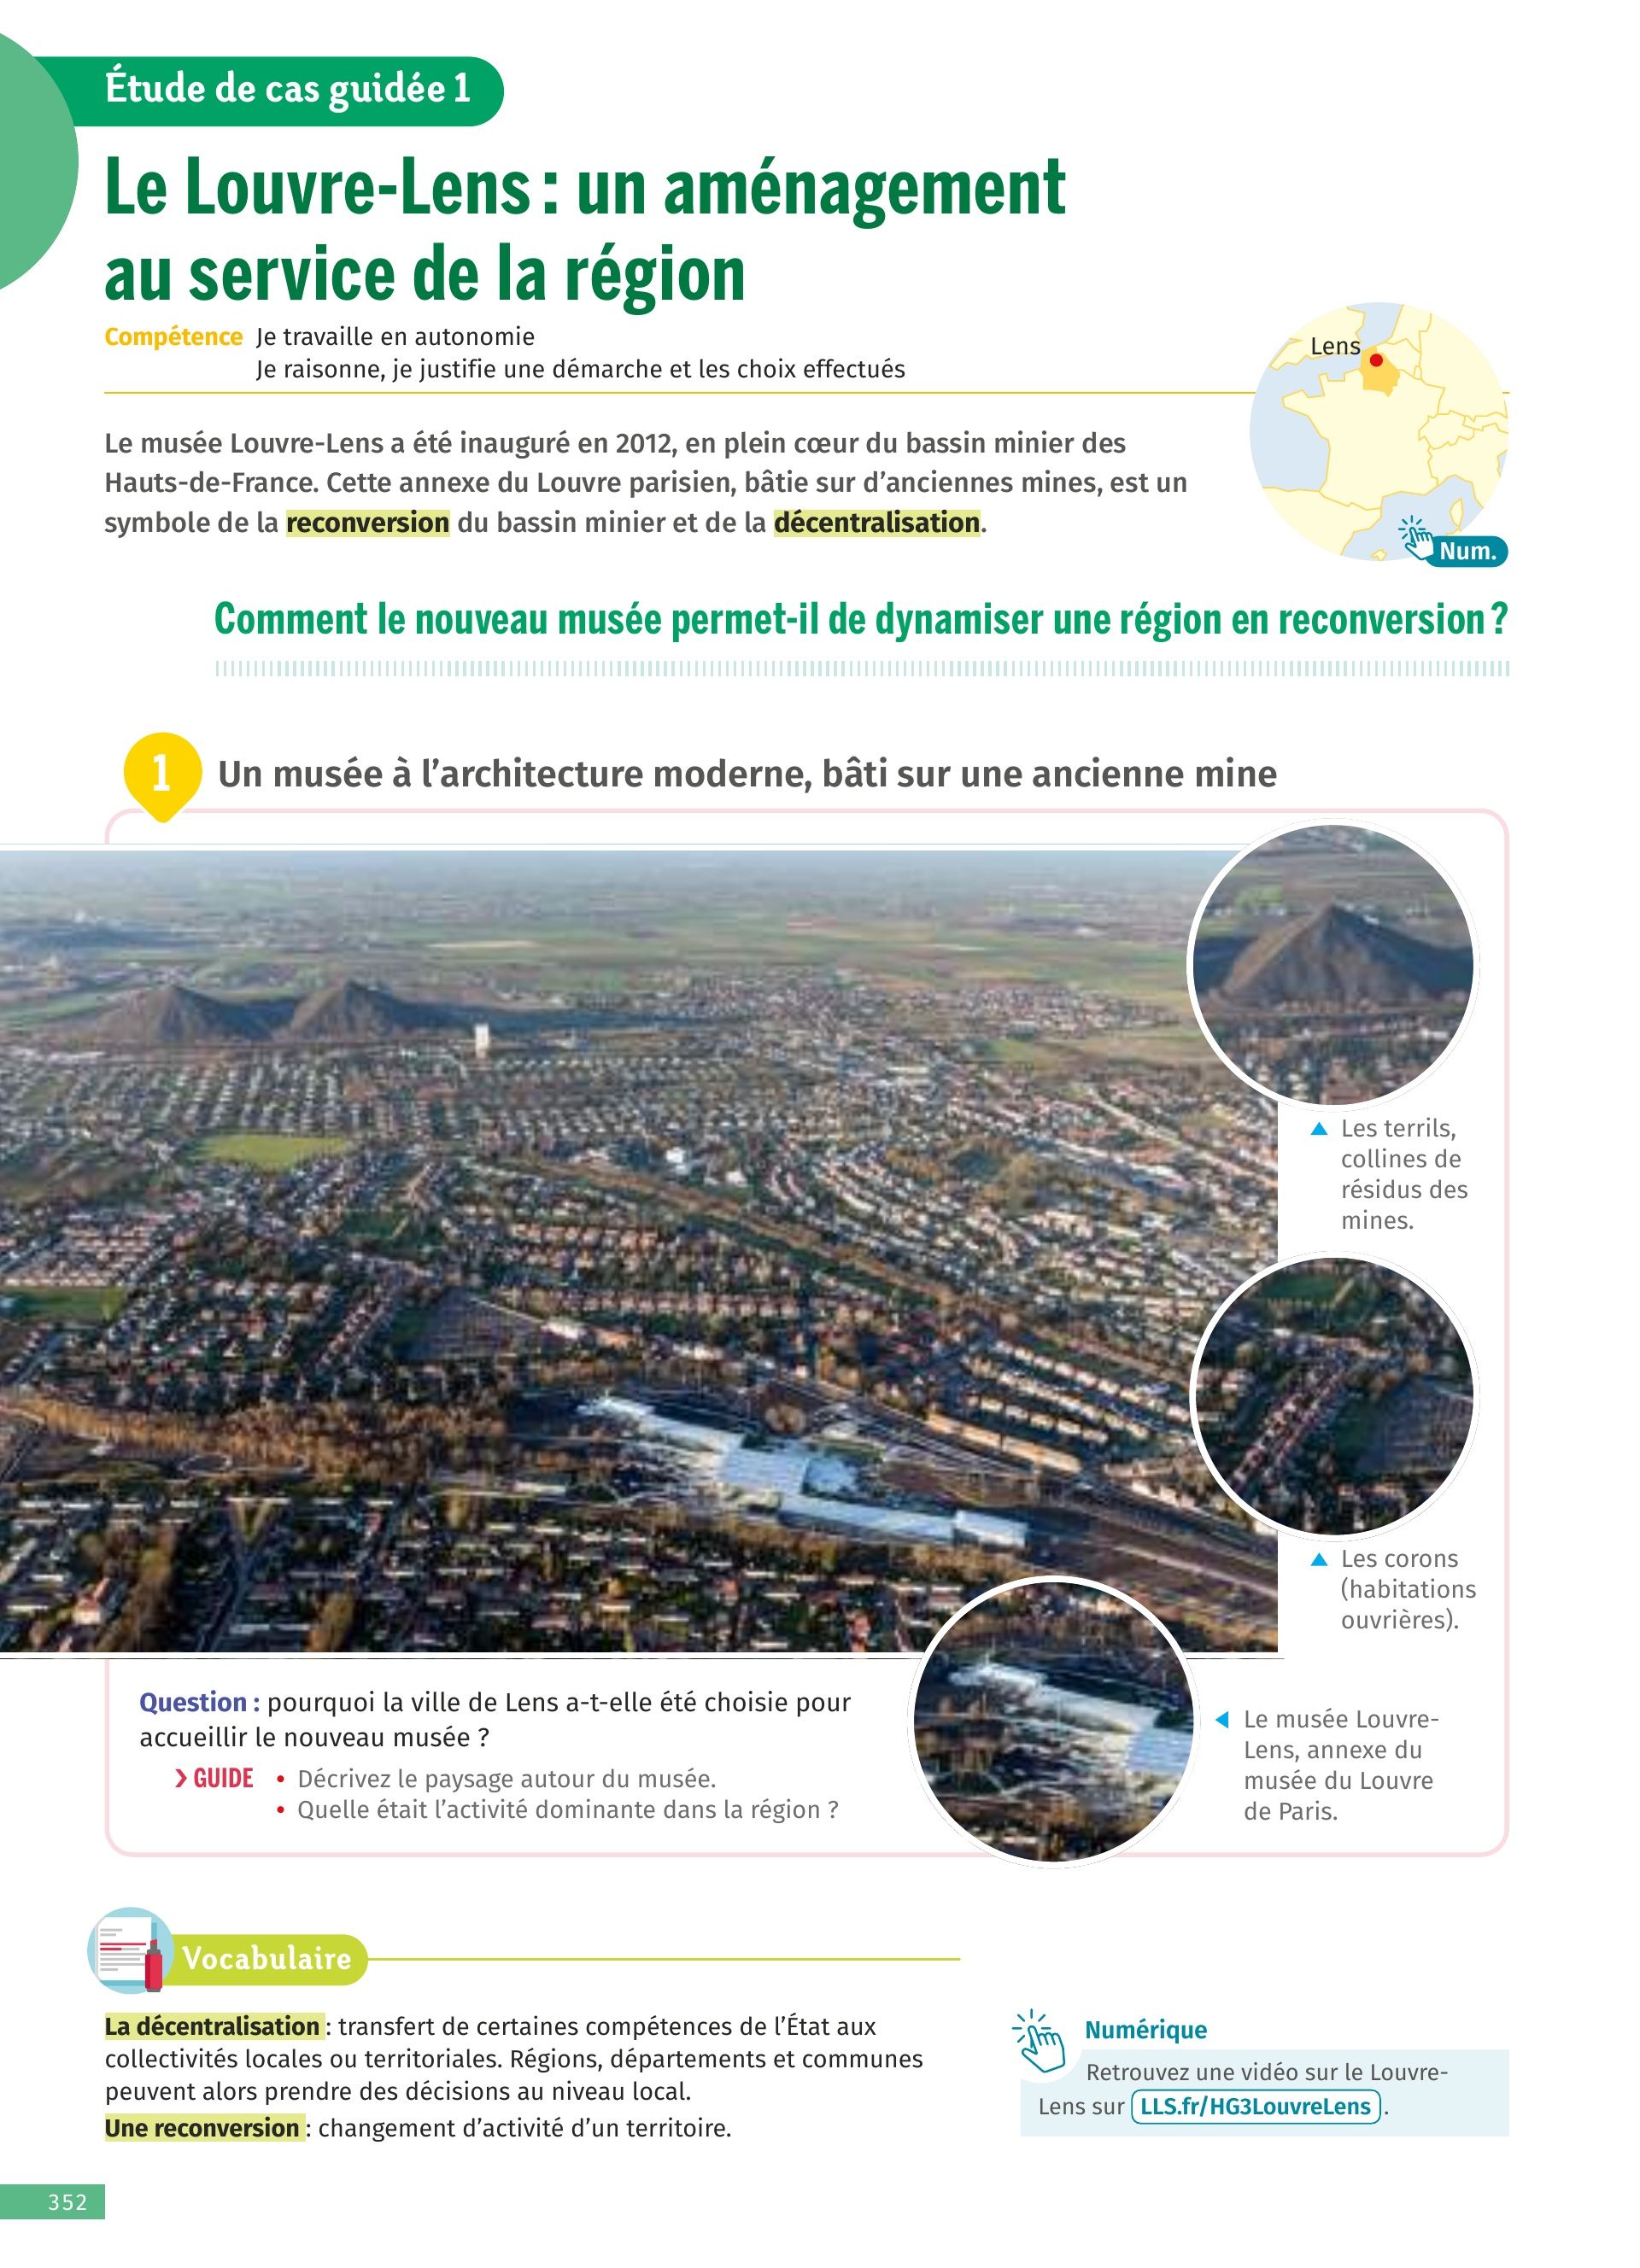 Étude de cas guidée 1
Le Louvre-Lens : un aménagement
au service de la région
Compétence Je travaille en autonomie
Je raisonne, je justifie une démarche et les choix effectués
Lens
Le musée Louvre-Lens a été inauguré en 2012, en plein cœur du bassin minier des
Hauts-de-France. Cette annexe du Louvre parisien, bâtie sur d’anciennes mines, est un
symbole de la reconversion du bassin minier et de la décentralisation.
Num.
Comment le nouveau musée permet-il de dynamiser une région en reconversion ?
1 Un musée à l’architecture moderne, bâti sur une ancienne mine
Les terrils,
collines de
résidus des
mines.
Les corons
(habitations
ouvrières).
Question : pourquoi la ville de Lens a-t-elle été choisie pour
accueillir le nouveau musée ?
GUIDE • Décrivez le paysage autour du musée.
• Quelle était l’activité dominante dans la région ?
Le musée Louvre-
Lens, annexe du
musée du Louvre
de Paris.
Vocabulaire
La décentralisation : transfert de certaines compétences de l’État aux
collectivités locales ou territoriales. Régions, départements et communes
peuvent alors prendre des décisions au niveau local.
Une reconversion : changement d’activité d’un territoire.
Numérique
Retrouvez une vidéo sur le Louvre-
Lens sur LLS.fr/HG3LouvreLens.
352